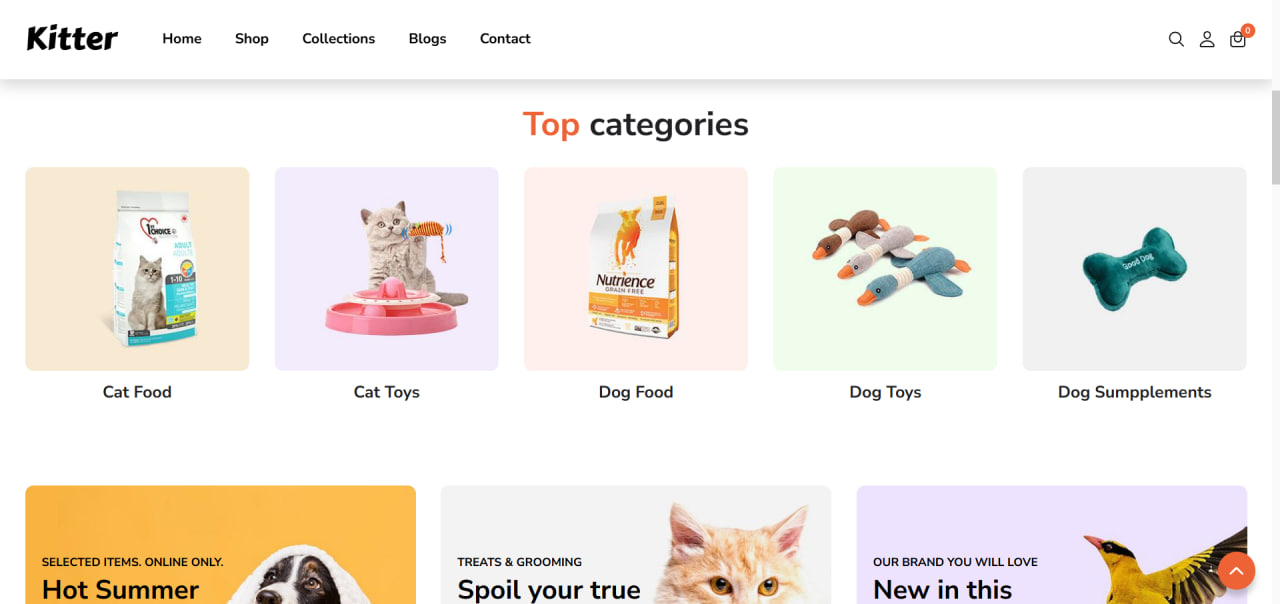 Kitter
Home
Shop
Collections
Blogs
Contact
0
Top categories
1ST CHOICE
ADULT
1-10
Nutrience
GRAIN FREE
Good Dog
Cat Food
Cat Toys
Dog Food
Dog Toys
Dog Sumpplements
SELECTED ITEMS. ONLINE ONLY.
Hot Summer
TREATS & GROOMING
Spoil your true
OUR BRAND YOU WILL LOVE
New in this